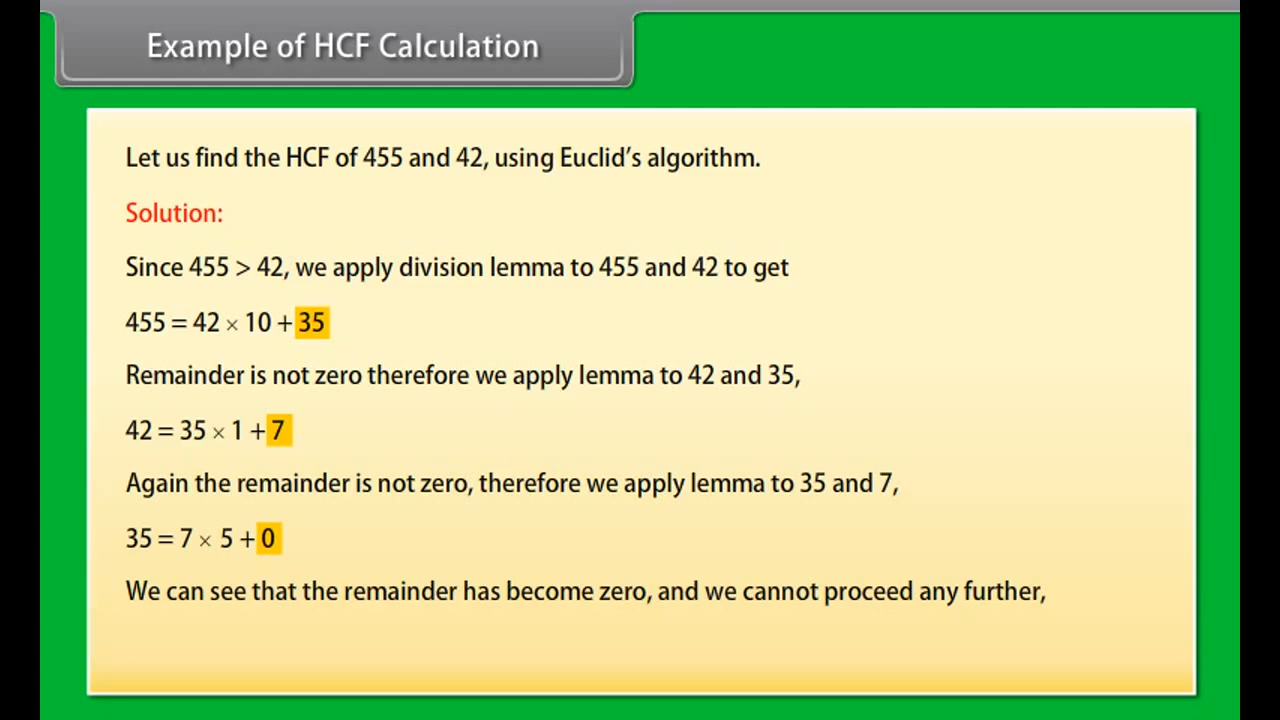 Example of HCF Calculation
Let us find the HCF of 455 and 42, using Euclid's algorithm.
Solution:
Since 455 > 42, we apply division lemma to 455 and 42 to get
455 = 42 × 10 + 35
Remainder is not zero therefore we apply lemma to 42 and 35,
42 = 35 × 1 + 7
Again the remainder is not zero, therefore we apply lemma to 35 and 7,
35 = 7 × 5 + 0
We can see that the remainder has become zero, and we cannot proceed any further,